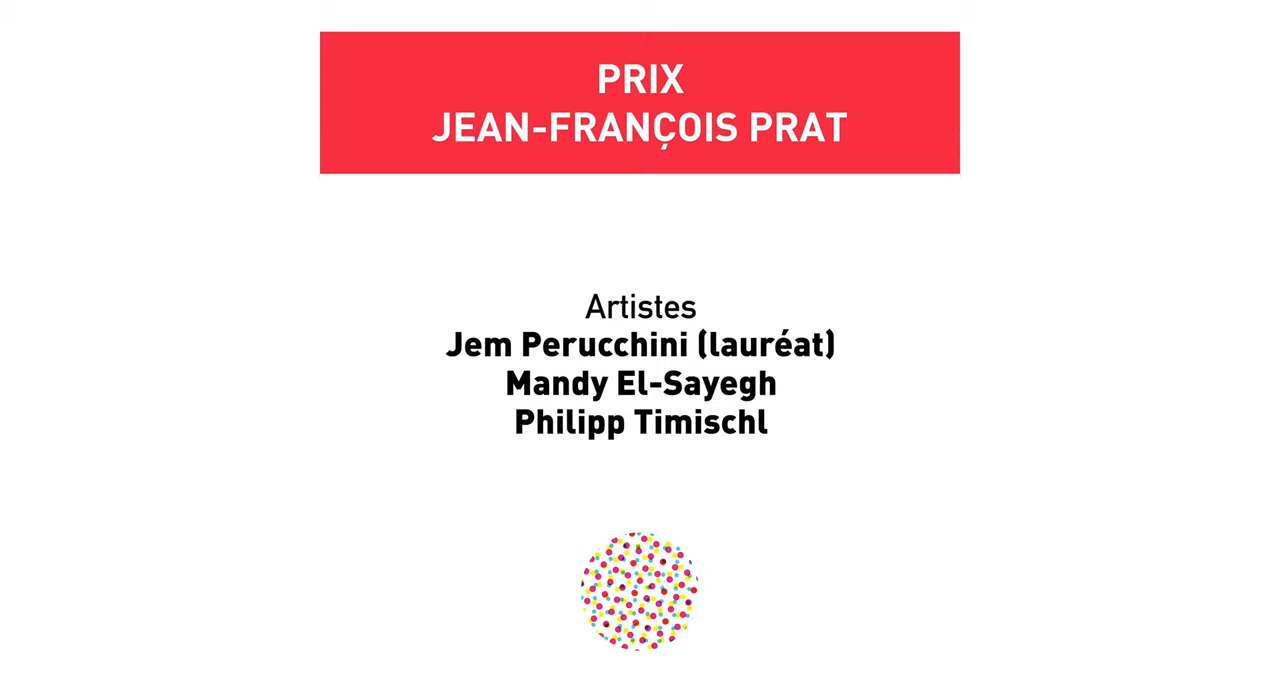 PRIX
JEAN-FRANÇOIS PRAT
Artistes
Jem Perucchini (lauréat)
Mandy El-Sayegh
Philipp Timischl